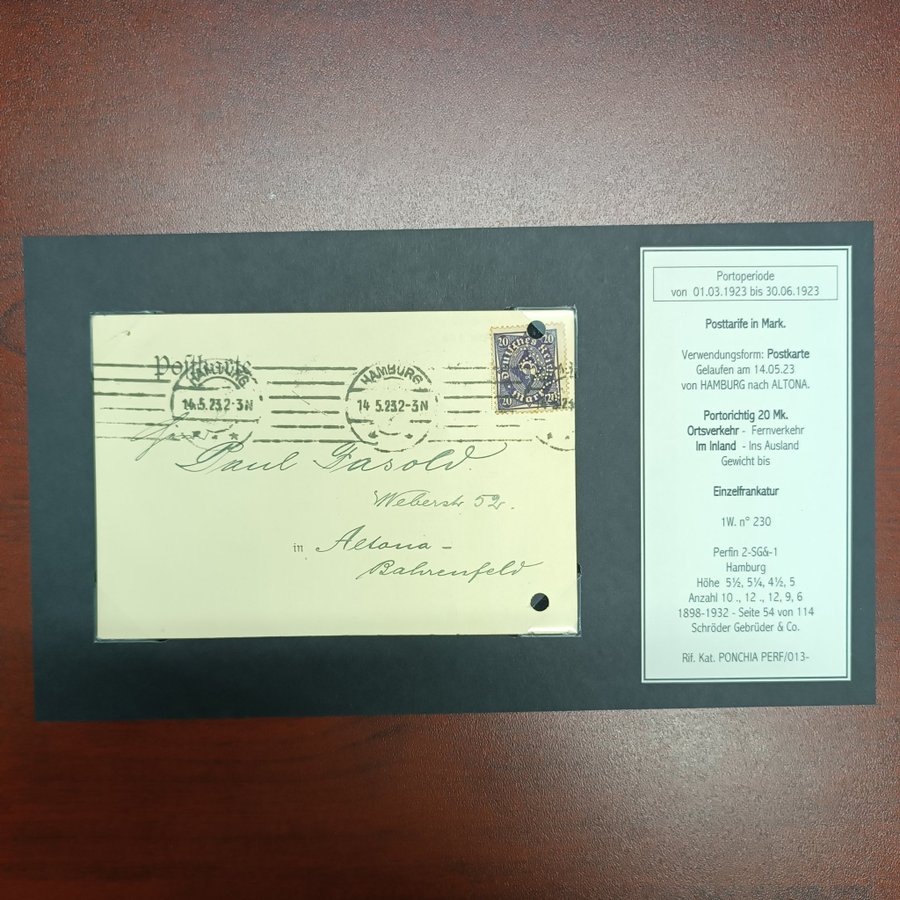 Postkarte
HAMBURG
14.5.23.2-3N
HAMBURG
14 5.23 2-3N
20 20
Deutsches Reich
Mark
20 20
Paul Gasold.
Weberstr. 52.
in Altona-
Bahrenfeld
Portoperiode
von 01.03.1923 bis 30.06.1923
Posttarife in Mark.
Verwendungsform: Postkarte
Gelaufen am 14.05.23
von HAMBURG nach ALTONA.
Portorichtig 20 Mk.
Ortsverkehr - Fernverkehr
Im Inland - Ins Ausland
Gewicht bis
Einzelfrankatur
1W. n° 230
Perfin 2-SG&-1
Hamburg
Höhe 5½, 5¼, 4½, 5
Anzahl 10 ., 12 ., 12, 9, 6
1898-1932 - Seite 54 von 114
Schröder Gebrüder & Co.
Rif. Kat. PONCHIA PERF/013-